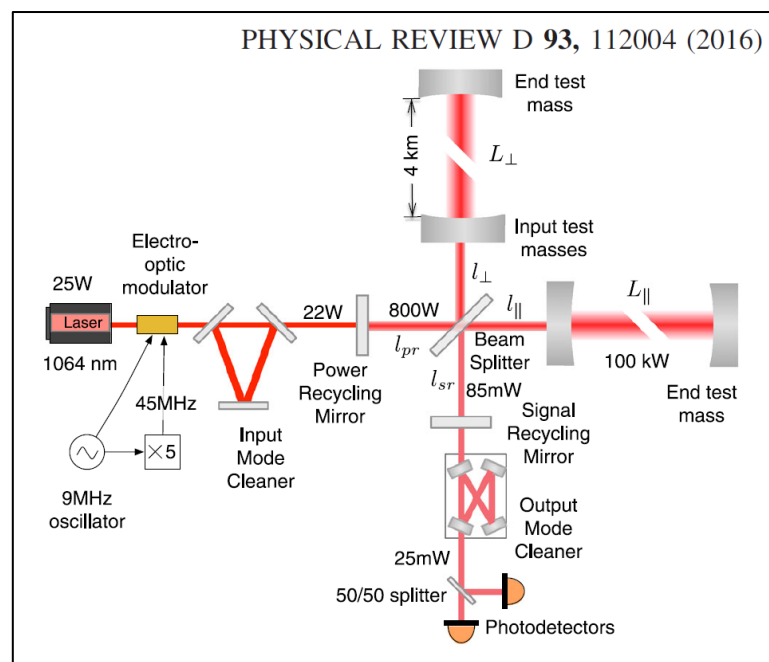 PHYSICAL REVIEW D 93, 112004 (2016)
End test
mass
4 km
L⊥
Input test
masses
Electro-
optic
modulator
25W
Laser
1064 nm
22W
800W
l⊥
l∥
L∥
lpr
Beam
Splitter
100 kW
End test
mass
Power
Recycling
Mirror
lsr
85mW
45MHz
Input
Mode
Cleaner
×5
9MHz
oscillator
Signal
Recycling
Mirror
Output
Mode
Cleaner
25mW
50/50 splitter
Photodetectors